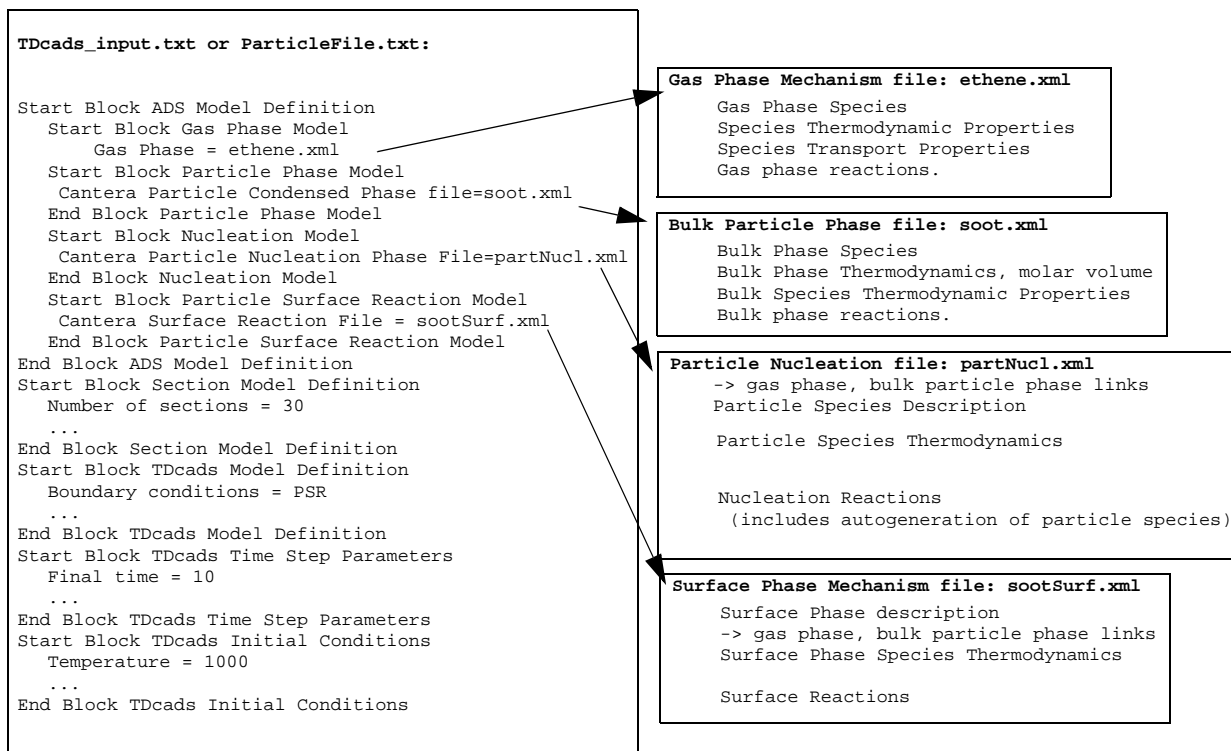 TDcads_input.txt or ParticleFile.txt:
Start Block ADS Model Definition
Start Block Gas Phase Model
Gas Phase = ethene.xml
Start Block Particle Phase Model
Cantera Particle Condensed Phase file=soot.xml
End Block Particle Phase Model
Start Block Nucleation Model
Cantera Particle Nucleation Phase File=partNucl.xml
End Block Nucleation Model
Start Block Particle Surface Reaction Model
Cantera Surface Reaction File = sootSurf.xml
End Block Particle Surface Reaction Model
End Block ADS Model Definition
Start Block Section Model Definition
Number of sections = 30
...
End Block Section Model Definition
Start Block TDcads Model Definition
Boundary conditions = PSR
...
End Block TDcads Model Definition
Start Block TDcads Time Step Parameters
Final time = 10
...
End Block TDcads Time Step Parameters
Start Block TDcads Initial Conditions
Temperature = 1000
...
End Block TDcads Initial Conditions
Gas Phase Mechanism file: ethene.xml
Gas Phase Species
Species Thermodynamic Properties
Species Transport Properties
Gas phase reactions.
Bulk Particle Phase file: soot.xml
Bulk Phase Species
Bulk Phase Thermodynamics, molar volume
Bulk Species Thermodynamic Properties
Bulk phase reactions.
Particle Nucleation file: partNucl.xml
-> gas phase, bulk particle phase links
Particle Species Description
Particle Species Thermodynamics
Nucleation Reactions
(includes autogeneration of particle species)
Surface Phase Mechanism file: sootSurf.xml
Surface Phase description
-> gas phase, bulk particle phase links
Surface Phase Species Thermodynamics
Surface Reactions